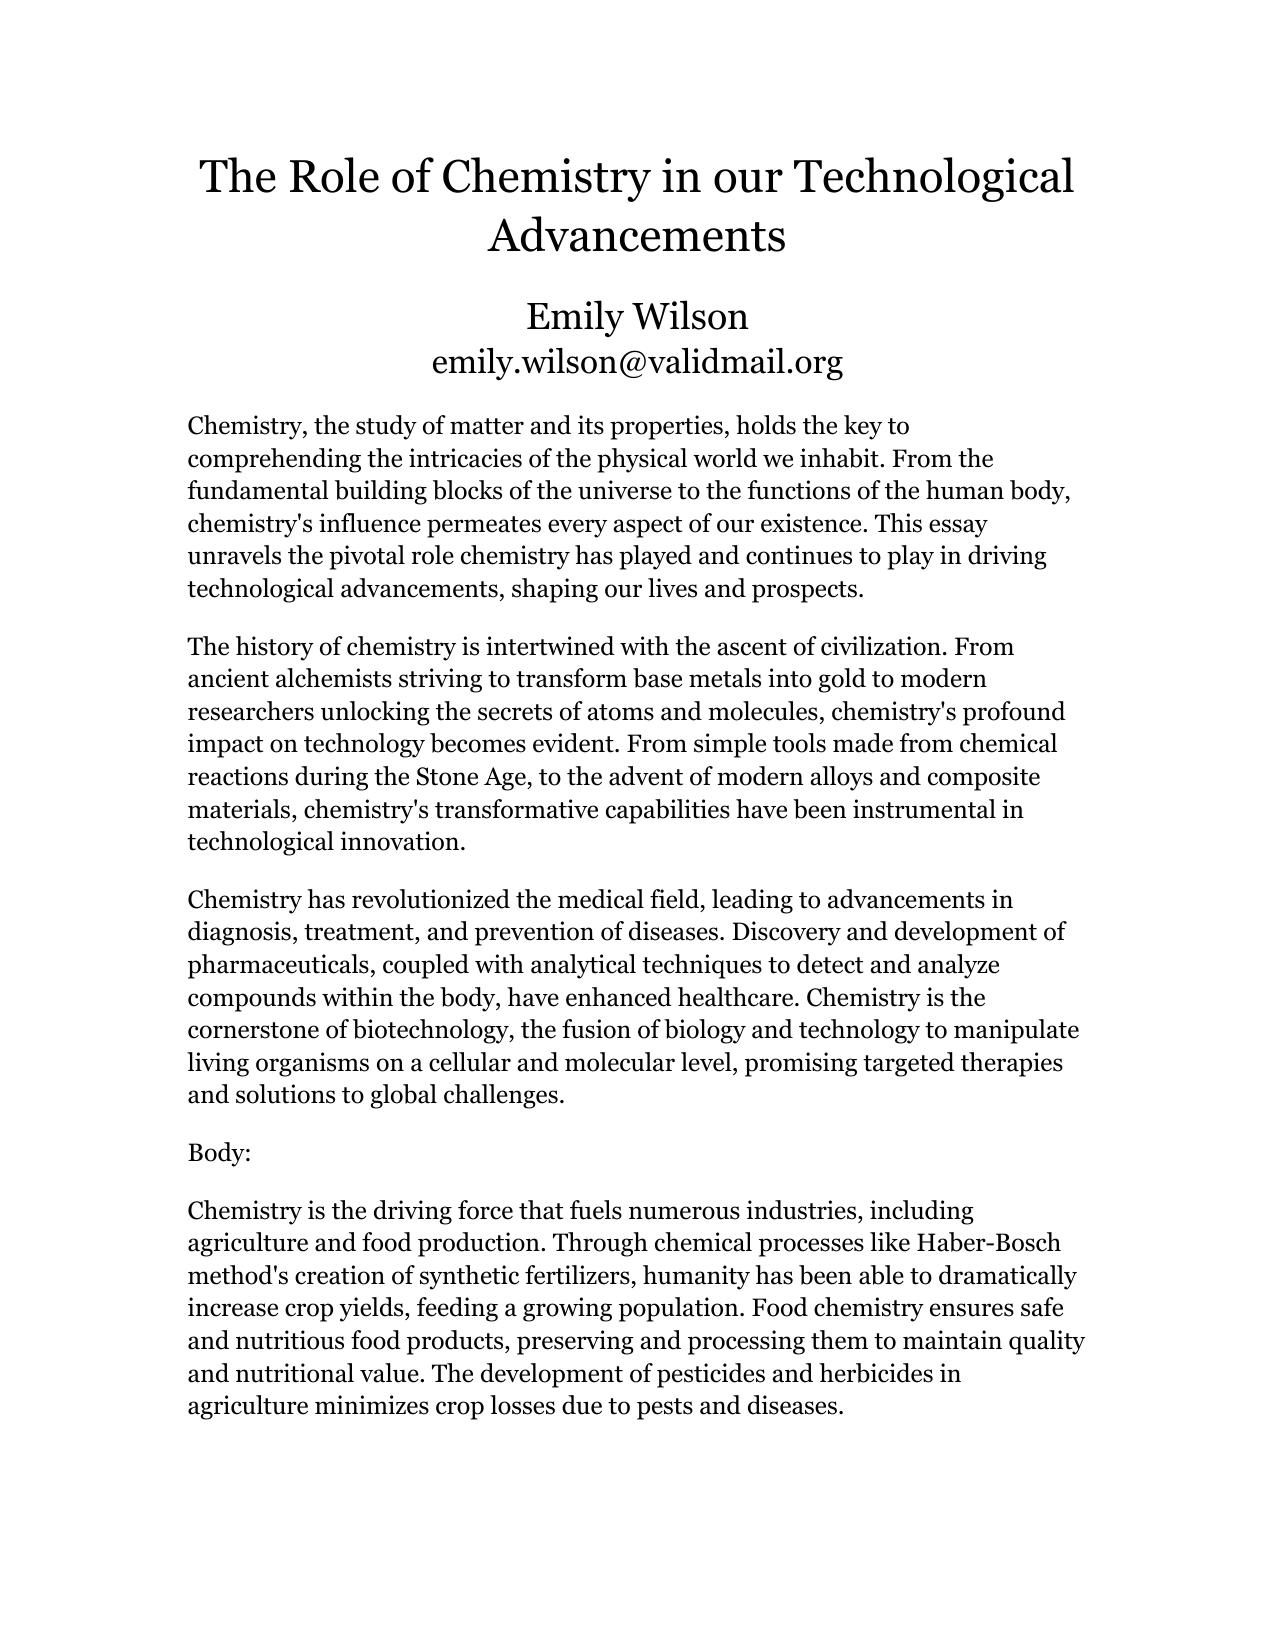 The Role of Chemistry in our Technological
Advancements
Emily Wilson
emily.wilson@validmail.org
Chemistry, the study of matter and its properties, holds the key to
comprehending the intricacies of the physical world we inhabit. From the
fundamental building blocks of the universe to the functions of the human body,
chemistry's influence permeates every aspect of our existence. This essay
unravels the pivotal role chemistry has played and continues to play in driving
technological advancements, shaping our lives and prospects.
The history of chemistry is intertwined with the ascent of civilization. From
ancient alchemists striving to transform base metals into gold to modern
researchers unlocking the secrets of atoms and molecules, chemistry's profound
impact on technology becomes evident. From simple tools made from chemical
reactions during the Stone Age, to the advent of modern alloys and composite
materials, chemistry's transformative capabilities have been instrumental in
technological innovation.
Chemistry has revolutionized the medical field, leading to advancements in
diagnosis, treatment, and prevention of diseases. Discovery and development of
pharmaceuticals, coupled with analytical techniques to detect and analyze
compounds within the body, have enhanced healthcare. Chemistry is the
cornerstone of biotechnology, the fusion of biology and technology to manipulate
living organisms on a cellular and molecular level, promising targeted therapies
and solutions to global challenges.
Body:
Chemistry is the driving force that fuels numerous industries, including
agriculture and food production. Through chemical processes like Haber-Bosch
method's creation of synthetic fertilizers, humanity has been able to dramatically
increase crop yields, feeding a growing population. Food chemistry ensures safe
and nutritious food products, preserving and processing them to maintain quality
and nutritional value. The development of pesticides and herbicides in
agriculture minimizes crop losses due to pests and diseases.